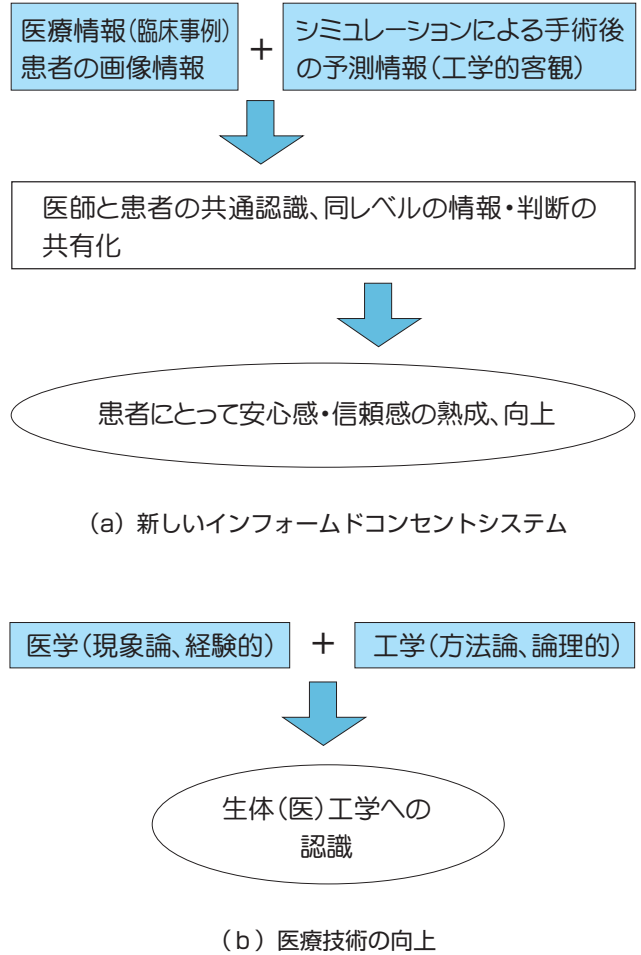 医療情報（臨床事例）
患者の画像情報
+
シミュレーションによる手術後
の予測情報（工学的客観）
医師と患者の共通認識、同レベルの情報・判断の
共有化
患者にとって安心感・信頼感の熟成、向上
（a）新しいインフォームドコンセントシステム
医学（現象論、経験的）
+
工学（方法論、論理的）
生体（医）工学への
認識
（b）医療技術の向上